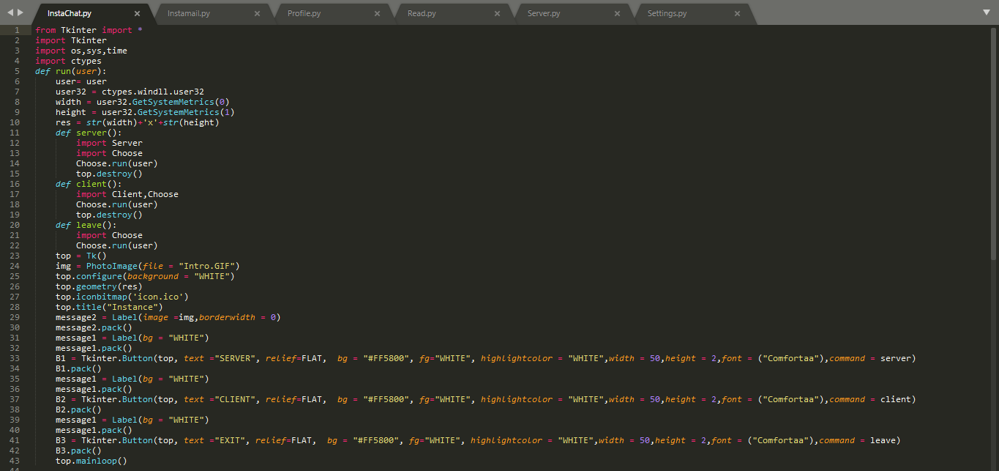 InstaChat.py × Instamail.py × Profile.py × Read.py × Server.py × Settings.py ×
1 from Tkinter import *
2 import Tkinter
3 import os,sys,time
4 import ctypes
5 def run(user):
6     user= user
7     user32 = ctypes.windll.user32
8     width = user32.GetSystemMetrics(0)
9     height = user32.GetSystemMetrics(1)
10     res = str(width)+'x'+str(height)
11     def server():
12         import Server
13         import Choose
14         Choose.run(user)
15         top.destroy()
16     def client():
17         import Client,Choose
18         Choose.run(user)
19         top.destroy()
20     def leave():
21         import Choose
22         Choose.run(user)
23     top = Tk()
24     img = PhotoImage(file = "Intro.GIF")
25     top.configure(background = "WHITE")
26     top.geometry(res)
27     top.iconbitmap('icon.ico')
28     top.title("Instance")
29     message2 = Label(image =img,borderwidth = 0)
30     message2.pack()
31     message1 = Label(bg = "WHITE")
32     message1.pack()
33     B1 = Tkinter.Button(top, text ="SERVER", relief=FLAT,  bg = "#FF5800", fg="WHITE", highlightcolor = "WHITE",width = 50,height = 2,font = ("Comfortaa"),command = server)
34     B1.pack()
35     message1 = Label(bg = "WHITE")
36     message1.pack()
37     B2 = Tkinter.Button(top, text ="CLIENT", relief=FLAT,  bg = "#FF5800", fg="WHITE", highlightcolor = "WHITE",width = 50,height = 2,font = ("Comfortaa"),command = client)
38     B2.pack()
39     message1 = Label(bg = "WHITE")
40     message1.pack()
41     B3 = Tkinter.Button(top, text ="EXIT", relief=FLAT,  bg = "#FF5800", fg="WHITE", highlightcolor = "WHITE",width = 50,height = 2,font = ("Comfortaa"),command = leave)
42     B3.pack()
43     top.mainloop()
44